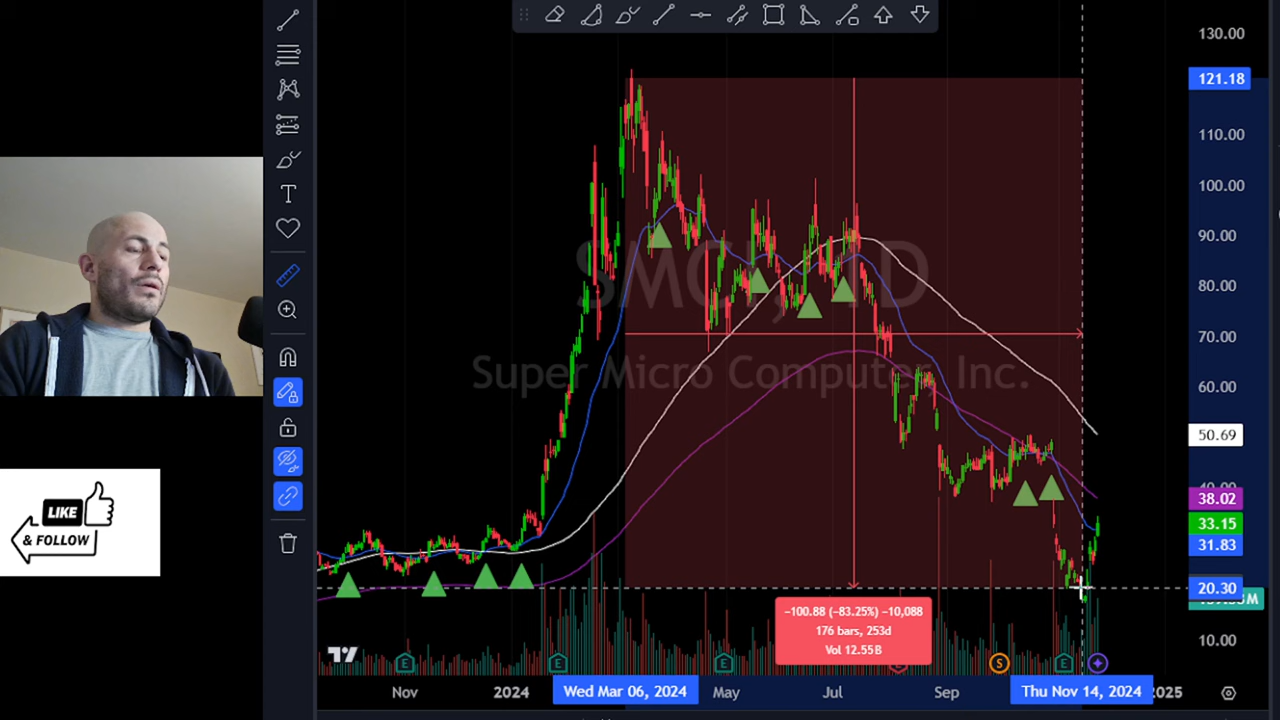 130.00
121.18
110.00
100.00
90.00
80.00
70.00
60.00
50.69
40.00
38.02
33.15
31.83
20.30
10.00
SMCI, 1D
Super Micro Computer, Inc.
LIKE
& FOLLOW
−100.88 (−83.25%) −10,088
176 bars, 253d
Vol 12.55B
T
E
E
E
S
E
Nov
2024
Wed Mar 06, 2024
May
Jul
Sep
Thu Nov 14, 2024
2025